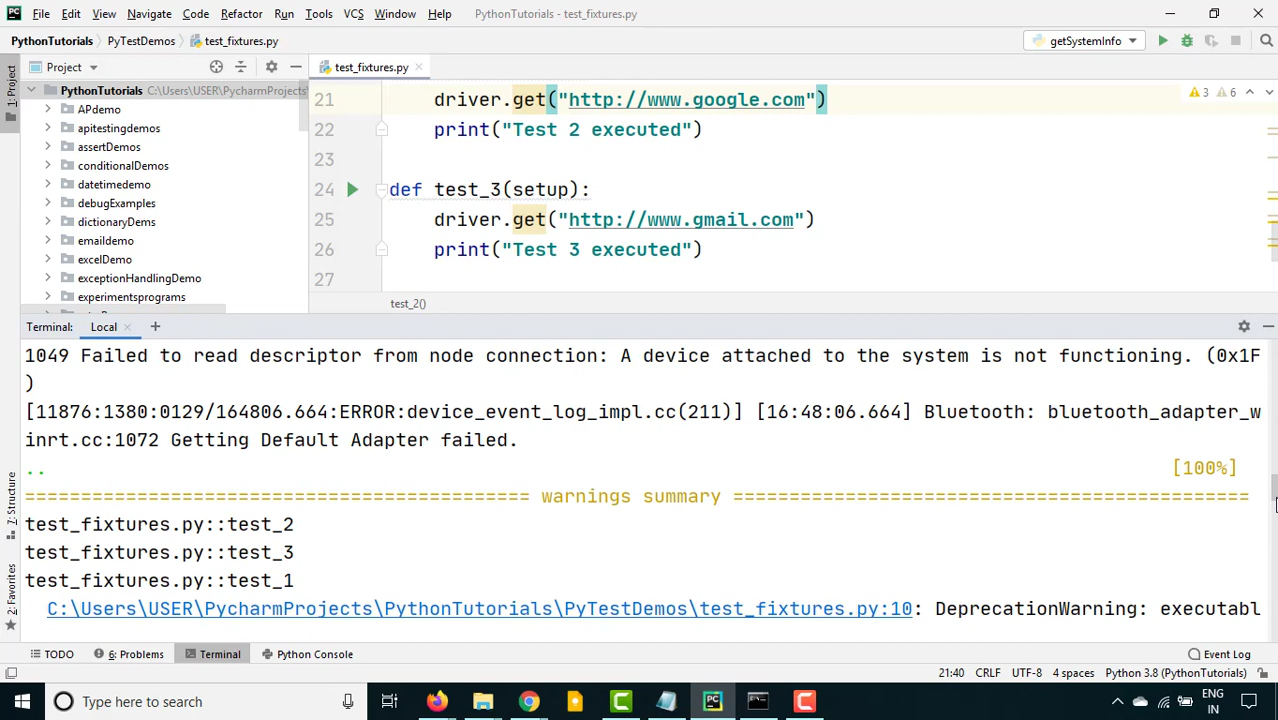 File Edit View Navigate Code Refactor Run Tools VCS Window Help PythonTutorials - test_fixtures.py
PythonTutorials PyTestDemos test_fixtures.py getSystemInfo
1: Project
Project
test_fixtures.py
PythonTutorials C:\Users\USER\PycharmProjects
APdemo
apitestingdemos
assertDemos
conditionalDemos
datetimedemo
debugExamples
dictionaryDems
emaildemo
excelDemo
exceptionHandlingDemo
experimentsprograms
3 6
21 driver.get("http://www.google.com")
22 print("Test 2 executed")
23
24 def test_3(setup):
25 driver.get("http://www.gmail.com")
26 print("Test 3 executed")
27
test_2()
Terminal: Local
1049 Failed to read descriptor from node connection: A device attached to the system is not functioning. (0x1F
)
[11876:1380:0129/164806.664:ERROR:device_event_log_impl.cc(211)] [16:48:06.664] Bluetooth: bluetooth_adapter_w
inrt.cc:1072 Getting Default Adapter failed.
.. [100%]
============================================= warnings summary ==============================================
test_fixtures.py::test_2
test_fixtures.py::test_3
test_fixtures.py::test_1
C:\Users\USER\PycharmProjects\PythonTutorials\PyTestDemos\test_fixtures.py:10: DeprecationWarning: executabl
7: Structure
2: Favorites
TODO 6: Problems Terminal Python Console Event Log
21:40 CRLF UTF-8 4 spaces Python 3.8 (PythonTutorials)
Type here to search
ENG
IN